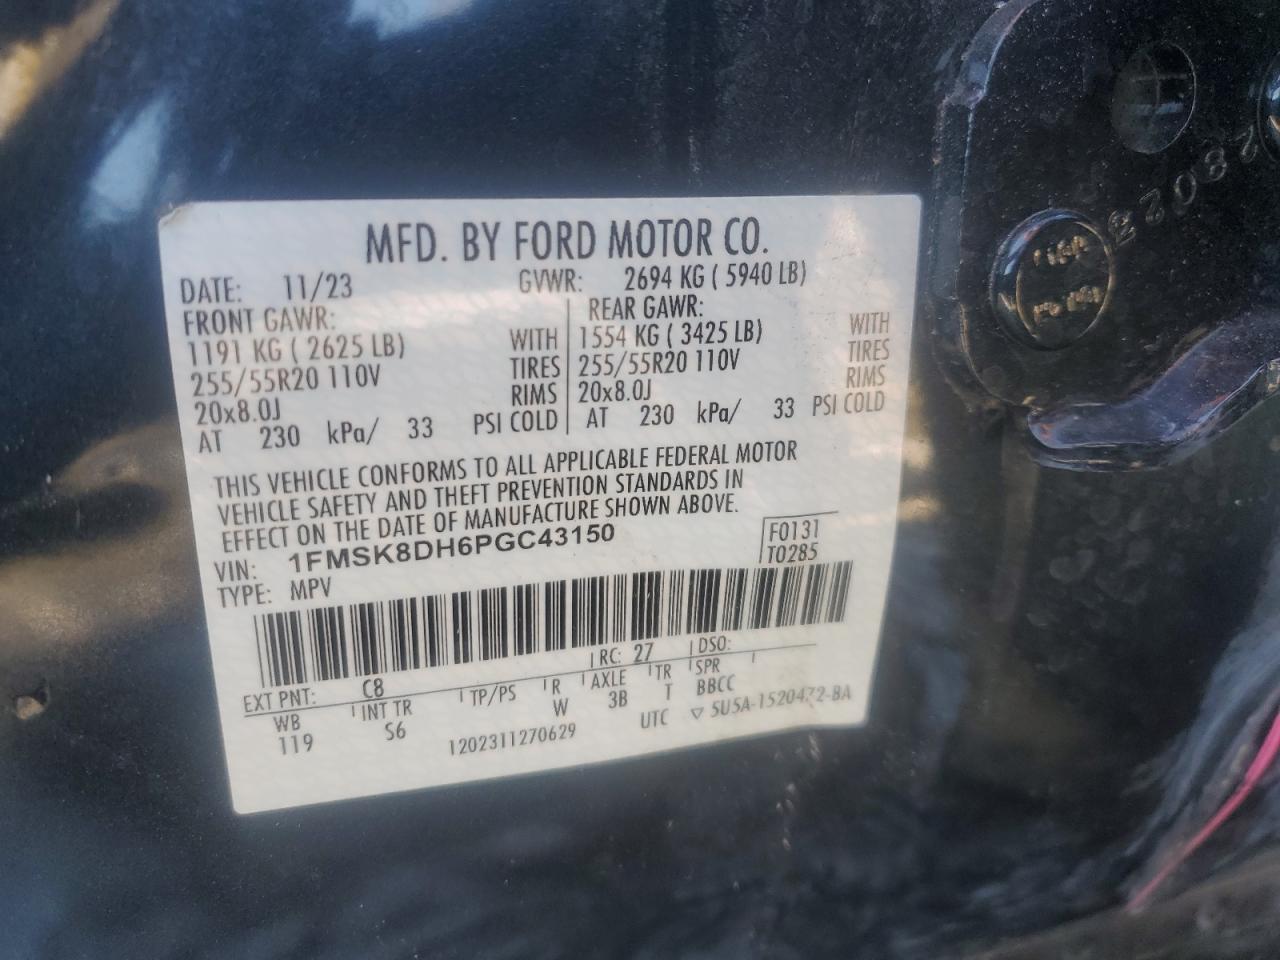 MFD. BY FORD MOTOR CO.
DATE: 11/23 GVWR: 2694 KG ( 5940 LB)
FRONT GAWR: REAR GAWR:
1191 KG ( 2625 LB) WITH 1554 KG ( 3425 LB) WITH
255/55R20 110V TIRES 255/55R20 110V TIRES
20x8.0J RIMS 20x8.0J RIMS
AT 230 kPa/ 33 PSI COLD AT 230 kPa/ 33 PSI COLD
THIS VEHICLE CONFORMS TO ALL APPLICABLE FEDERAL MOTOR
VEHICLE SAFETY AND THEFT PREVENTION STANDARDS IN
EFFECT ON THE DATE OF MANUFACTURE SHOWN ABOVE.
VIN: 1FMSK8DH6PGC43150 F0131
TYPE: MPV T0285
RC: 27 DSO:
EXT PNT: C8
WB INT TR TP/PS R AXLE TR SPR
119 S6 W 3B T BBCC
1202311270629 UTC ▽ 5U5A-1520472-BA